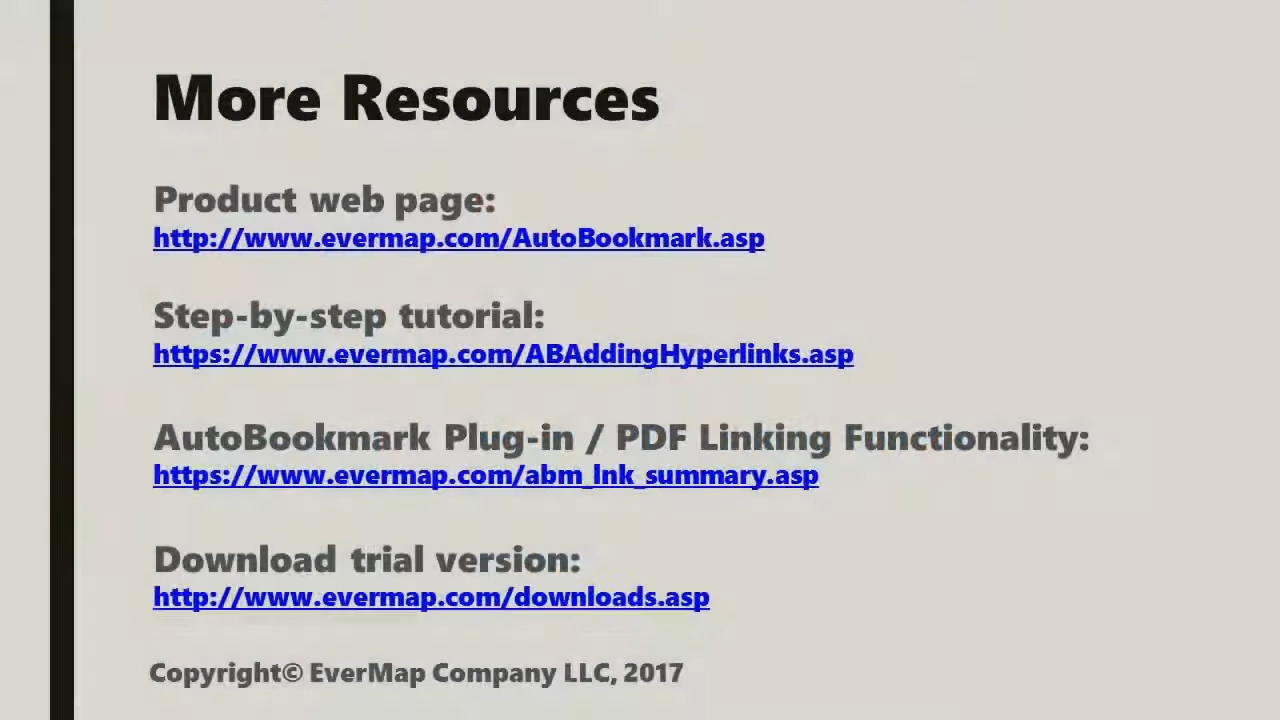 More Resources
Product web page:
http://www.evermap.com/AutoBookmark.asp
Step-by-step tutorial:
https://www.evermap.com/ABAddingHyperlinks.asp
AutoBookmark Plug-in / PDF Linking Functionality:
https://www.evermap.com/abm_lnk_summary.asp
Download trial version:
http://www.evermap.com/downloads.asp
Copyright© EverMap Company LLC, 2017